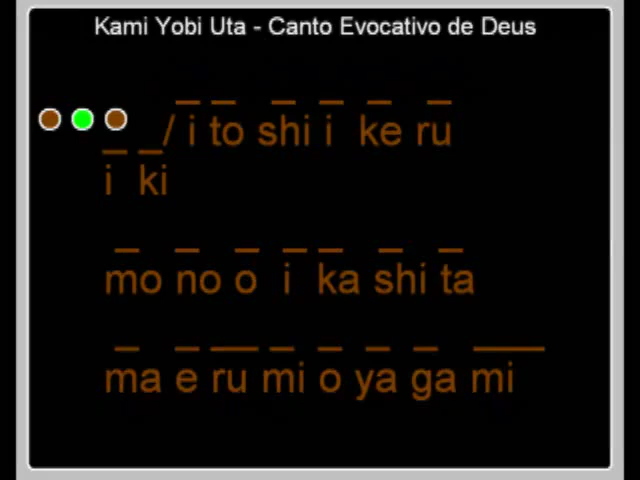 Kami Yobi Uta - Canto Evocativo de Deus
/ i to shi i ke ru
i ki
mo no o i ka shi ta
ma e ru mi o ya ga mi